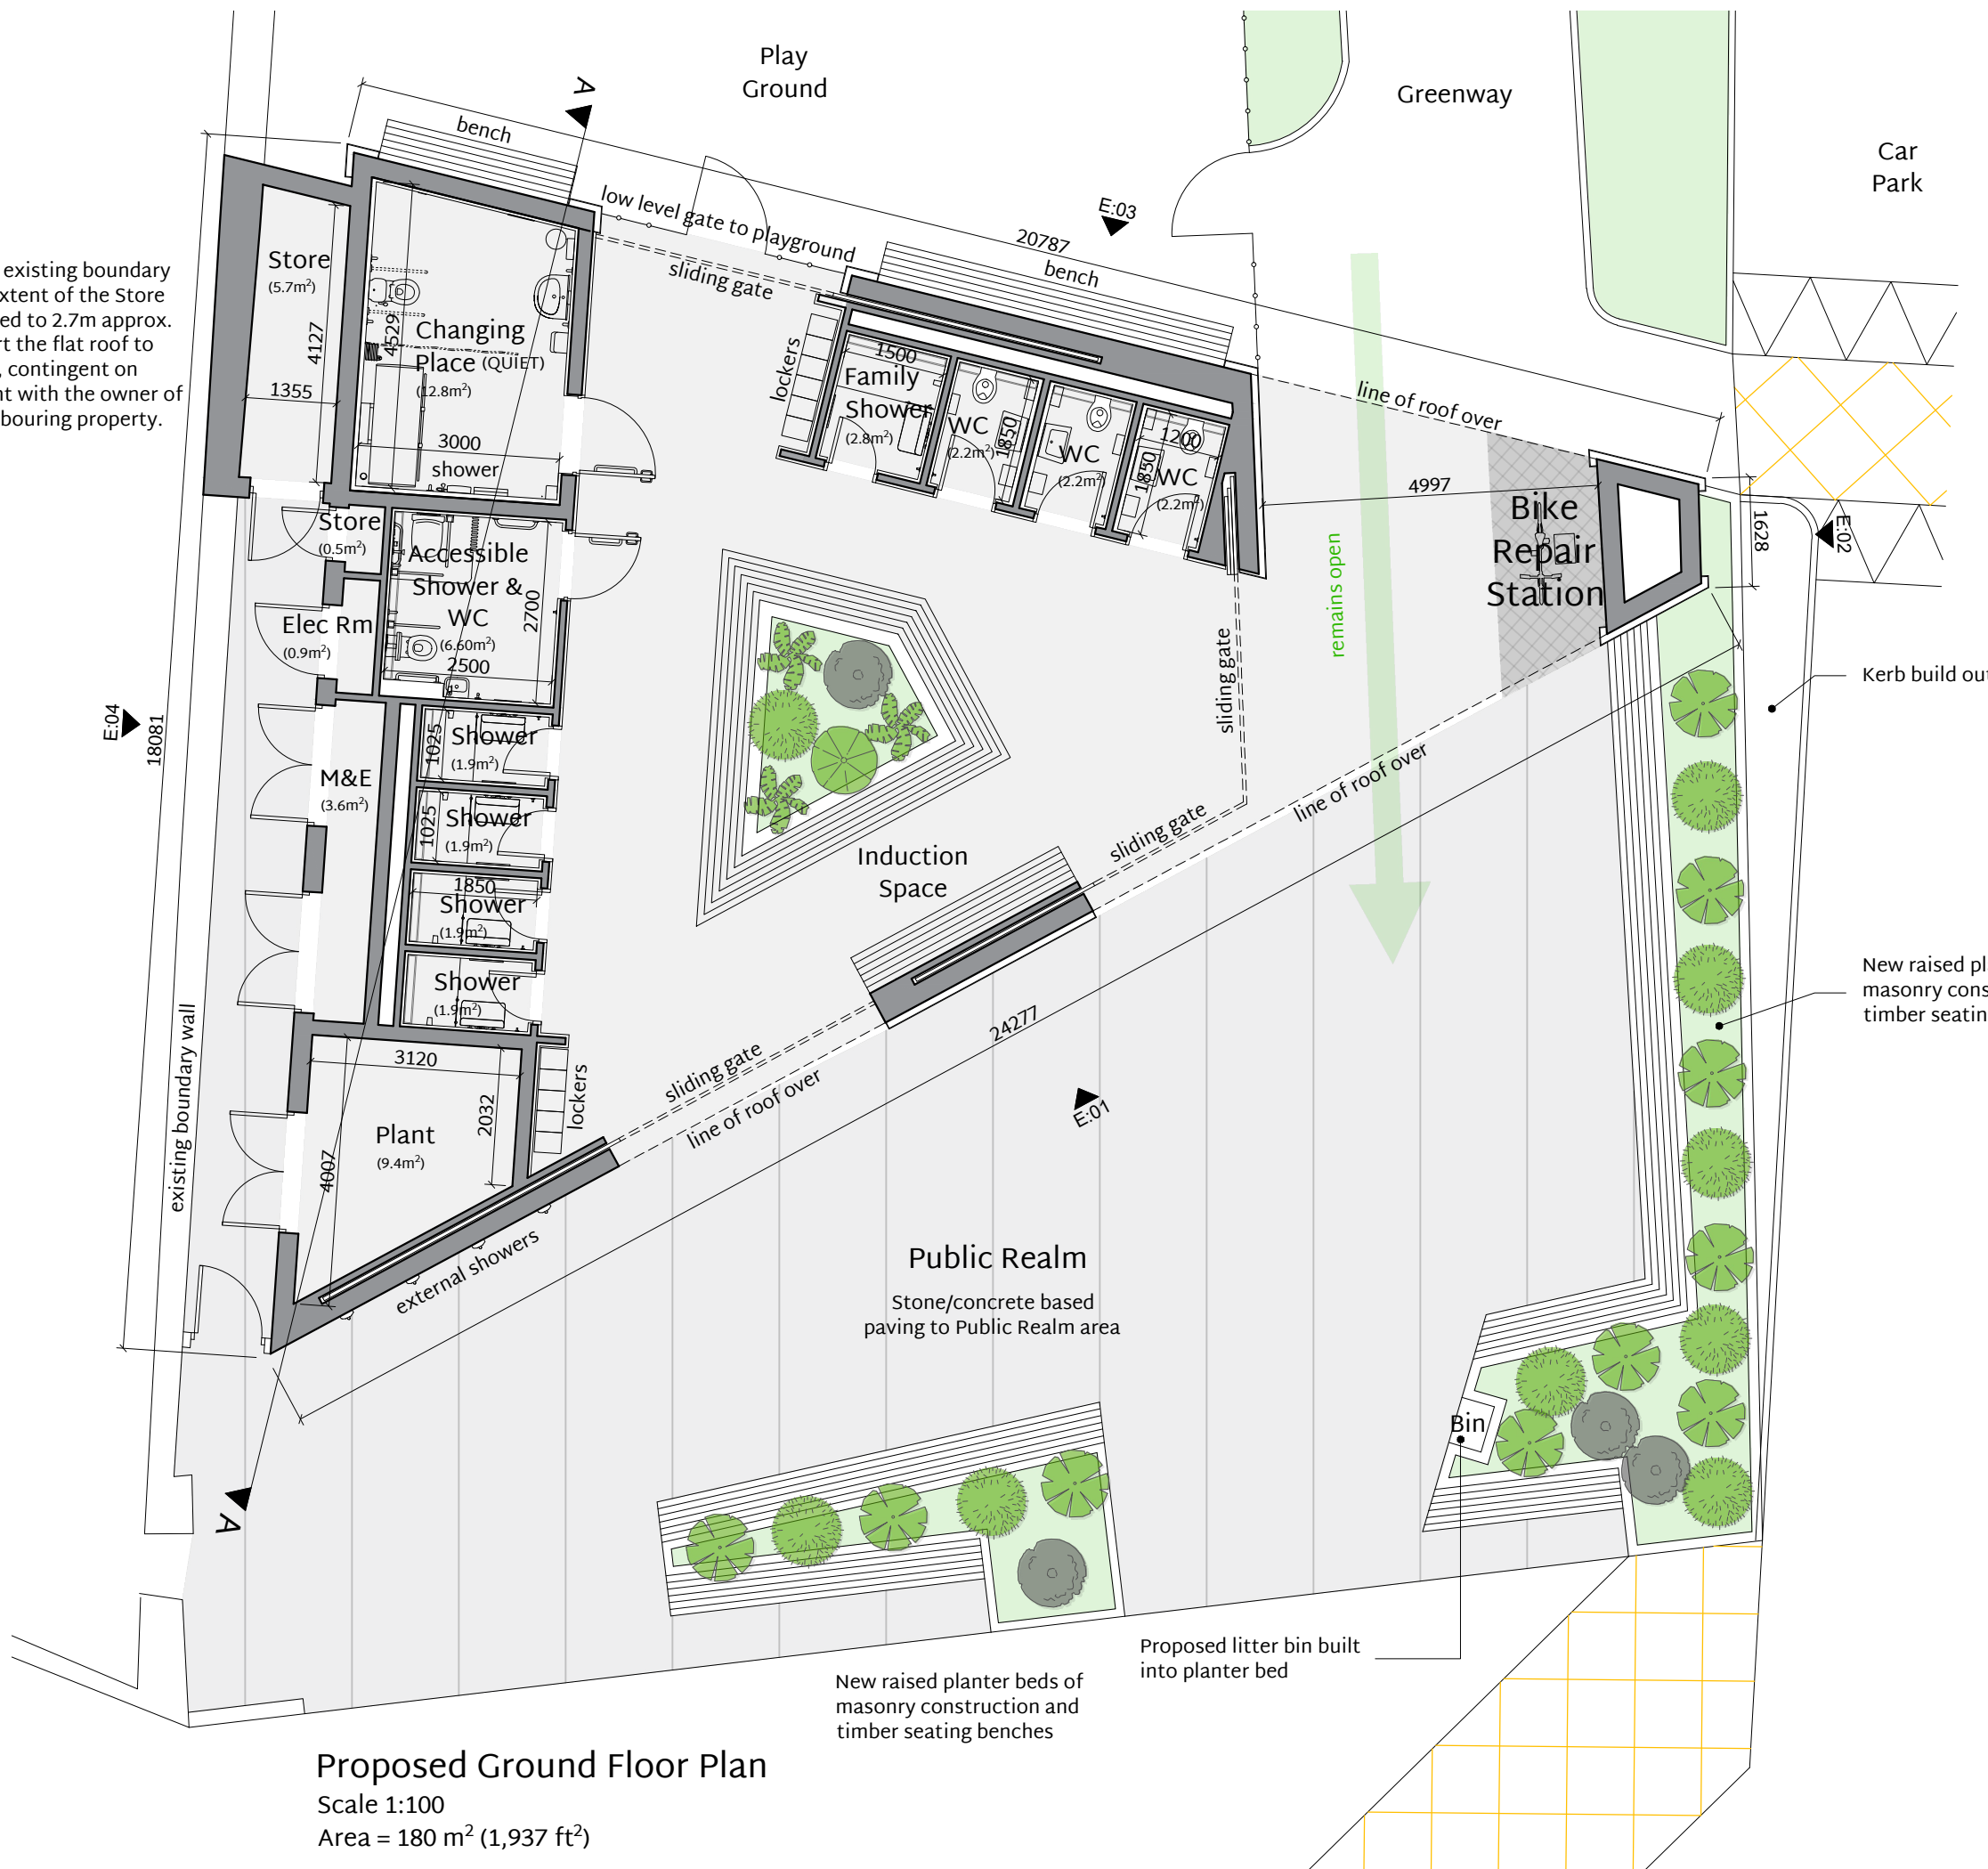 Play
Ground
Greenway
Car
Park
A
bench
low level gate to playground
sliding gate
E:03
20787
bench
existing boundary
xtent of the Store
ed to 2.7m approx.
rt the flat roof to
, contingent on
nt with the owner of
bouring property.
Store
(5.7m²)
4127
1355
4529
Changing
Place (QUIET)
(12.8m²)
3000
shower
lockers
1500
Family
Shower
(2.8m²)
WC
(2.2m²)
1850
WC
(2.2m²)
1200
1850
WC
(2.2m²)
line of roof over
4997
Bike
Repair
Station
1628
E:02
remains open
Store
(0.5m²)
Accessible
Shower &
WC
(6.60m²)
2700
2500
Elec Rm
(0.9m²)
sliding gate
Kerb build out
E:04
18081
M&E
(3.6m²)
1025
Shower
(1.9m²)
1025
Shower
(1.9m²)
1850
Shower
(1.9m²)
Shower
(1.9m²)
Induction
Space
sliding gate
line of roof over
New raised pl
masonry cons
timber seatin
24277
existing boundary wall
3120
2032
4007
Plant
(9.4m²)
lockers
sliding gate
line of roof over
E:01
external showers
Public Realm
Stone/concrete based
paving to Public Realm area
Bin
A
Proposed litter bin built
into planter bed
New raised planter beds of
masonry construction and
timber seating benches
Proposed Ground Floor Plan
Scale 1:100
Area = 180 m² (1,937 ft²)